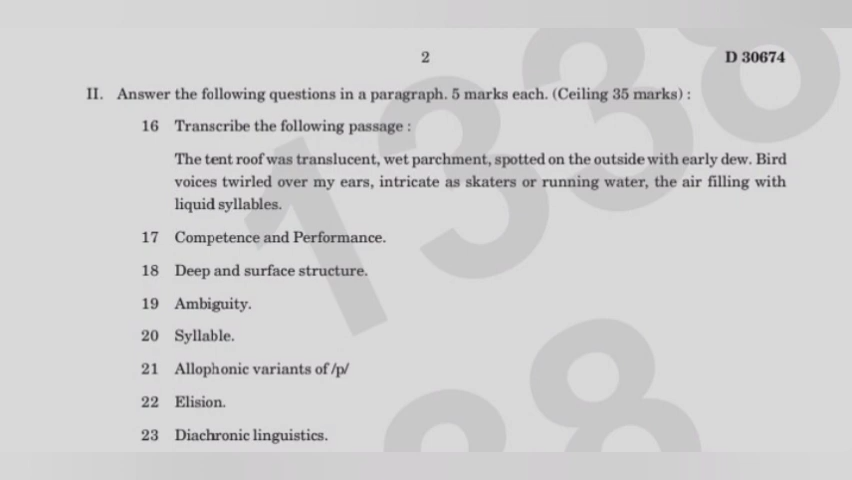 2
D 30674
II. Answer the following questions in a paragraph. 5 marks each. (Ceiling 35 marks) :
16 Transcribe the following passage :
The tent roof was translucent, wet parchment, spotted on the outside with early dew. Bird
voices twirled over my ears, intricate as skaters or running water, the air filling with
liquid syllables.
17 Competence and Performance.
18 Deep and surface structure.
19 Ambiguity.
20 Syllable.
21 Allophonic variants of /p/
22 Elision.
23 Diachronic linguistics.